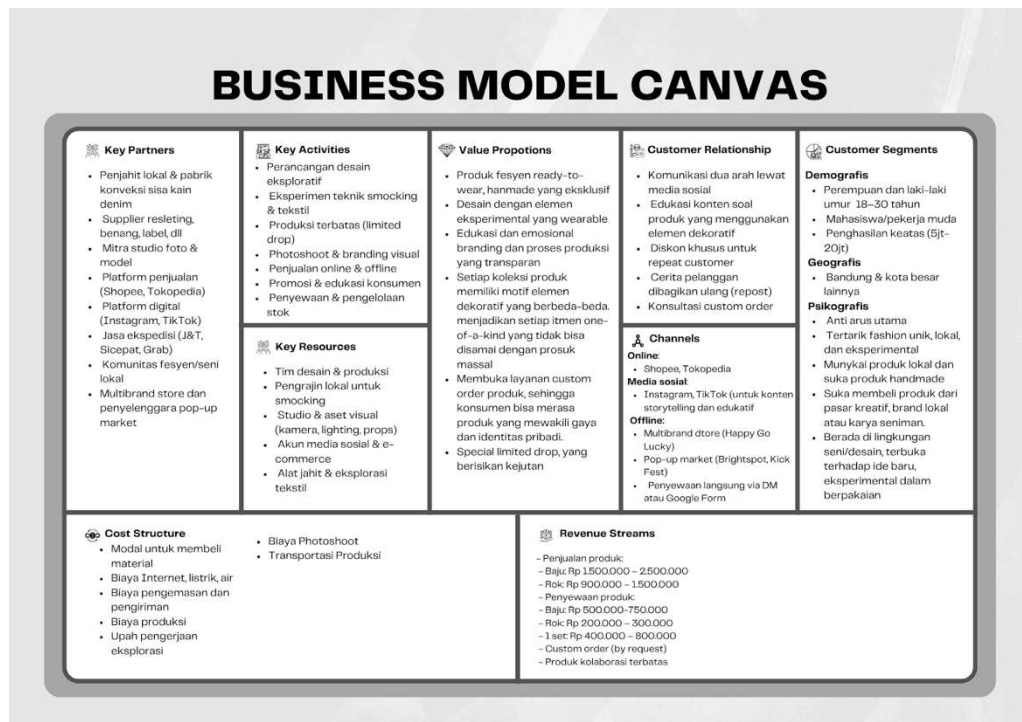 BUSINESS MODEL CANVAS
Key Partners
• Penjahit lokal & pabrik
konveksi sisa kain
denim
• Supplier resleting,
benang, label, dll
• Mitra studio foto &
model
• Platform penjualan
(Shopee, Tokopedia)
• Platform digital
(Instagram, TikTok)
• Jasa ekspedisi (J&T,
Sicepat, Grab)
• Komunitas fesyen/seni
lokal
• Multibrand store dan
penyelenggara pop-up
market
Key Activities
• Perancangan desain
eksploratif
• Eksperimen teknik smocking
& tekstil
• Produksi terbatas (limited
drop)
• Photoshoot & branding visual
• Penjualan online & offline
• Promosi & edukasi konsumen
• Penyewaan & pengelolaan
stok
Key Resources
• Tim desain & produksi
• Pengrajin lokal untuk
smocking
• Studio & aset visual
(kamera, lighting, props)
• Akun media sosial & e-
commerce
• Alat jahit & eksplorasi
tekstil
Value Propotions
• Produk fesyen ready-to-
wear, hanmade yang eksklusif
• Desain dengan elemen
eksperimental yang wearable
• Edukasi dan emosional
branding dan proses produksi
yang transparan
• Setiap koleksi produk
memiliki motif elemen
dekoratif yang berbeda-beda.
menjadikan setiap itmen one-
of-a-kind yang tidak bisa
disamai dengan prosuk
massal
• Membuka layanan custom
order produk, sehingga
konsumen bisa merasa
produk yang mewakili gaya
dan identitas pribadi.
• Special limited drop, yang
berisikan kejutan
Customer Relationship
• Komunikasi dua arah lewat
media sosial
• Edukasi konten soal
produk yang menggunakan
elemen dekoratif
• Diskon khusus untuk
repeat customer
• Cerita pelanggan
dibagikan ulang (repost)
• Konsultasi custom order
Channels
Online:
• Shopee, Tokopedia
Media sosial:
• Instagram, TikTok (untuk konten
storytelling dan edukatif
Offline:
• Multibrand dtore (Happy Go
Lucky)
• Pop-up market (Brightspot, Kick
Fest)
• Penyewaan langsung via DM
atau Google Form
Customer Segments
Demografis
• Perempuan dan laki-laki
umur 18–30 tahun
• Mahasiswa/pekerja muda
• Penghasilan keatas (5jt-
20jt)
Geografis
• Bandung & kota besar
lainnya
Psikografis
• Anti arus utama
• Tertarik fashion unik, lokal,
dan eksperimental
• Munykai produk lokal dan
suka produk handmade
• Suka membeli produk dari
pasar kreatif, brand lokal
atau karya seniman.
• Berada di lingkungan
seni/desain, terbuka
terhadap ide baru,
eksperimental dalam
berpakaian
Cost Structure
• Modal untuk membeli
material
• Biaya Internet, listrik, air
• Biaya pengemasan dan
pengiriman
• Biaya produksi
• Upah pengerjaan
eksplorasi
• Biaya Photoshoot
• Transportasi Produksi
Revenue Streams
- Penjualan produk:
- Baju: Rp 1.500.000 – 2.500.000
- Rok: Rp 900.000 – 1.500.000
- Penyewaan produk:
- Baju: Rp 500.000-750.000
- Rok: Rp 200.000 – 300.000
- 1 set: Rp 400.000 – 800.000
- Custom order (by request)
- Produk kolaborasi terbatas